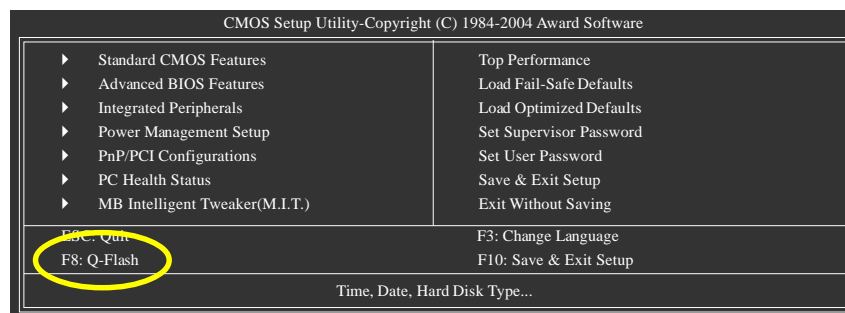 CMOS Setup Utility-Copyright (C) 1984-2004 Award Software
Standard CMOS Features
Advanced BIOS Features
Integrated Peripherals
Power Management Setup
PnP/PCI Configurations
PC Health Status
MB Intelligent Tweaker(M.I.T.)
Top Performance
Load Fail-Safe Defaults
Load Optimized Defaults
Set Supervisor Password
Set User Password
Save & Exit Setup
Exit Without Saving
ESC: Quit
F3: Change Language
F8: Q-Flash
F10: Save & Exit Setup
Time, Date, Hard Disk Type...